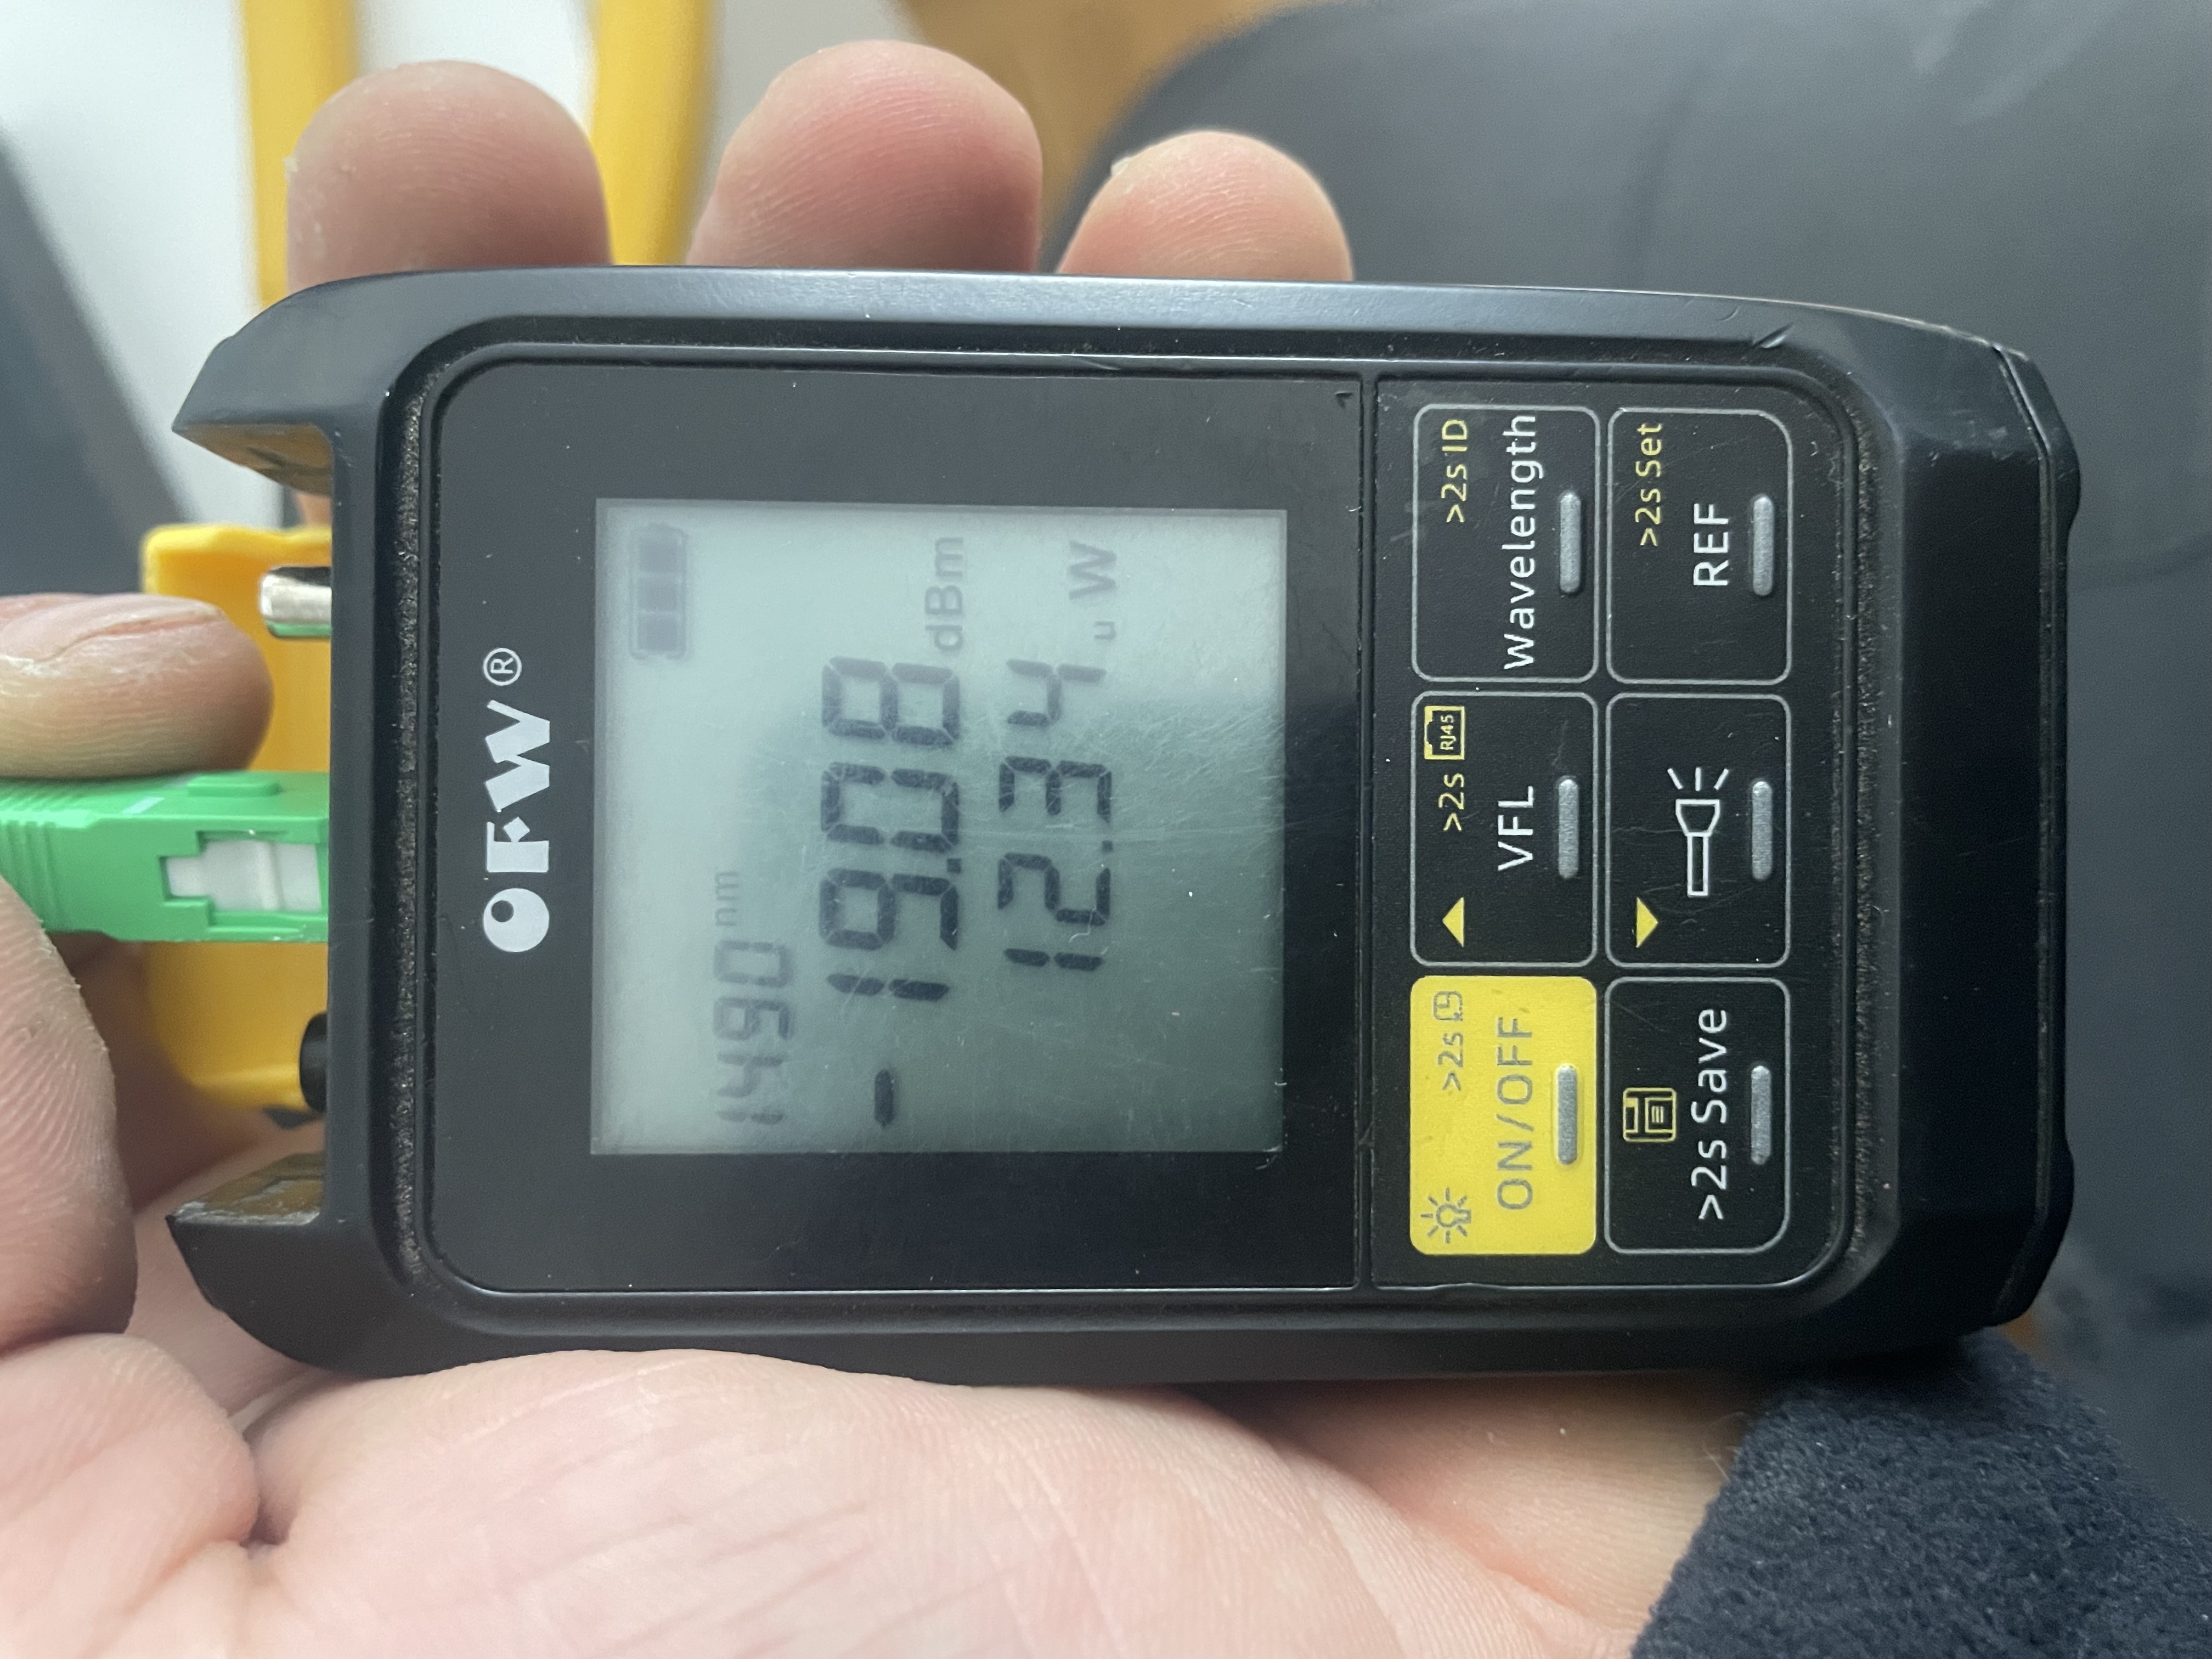 OFW®
1490 nm
-19.08 dBm
12.34 uW
>2s
ON/OFF
>2s RJ45
VFL
>2s ID
Wavelength
>2s Save
>2s Set
REF